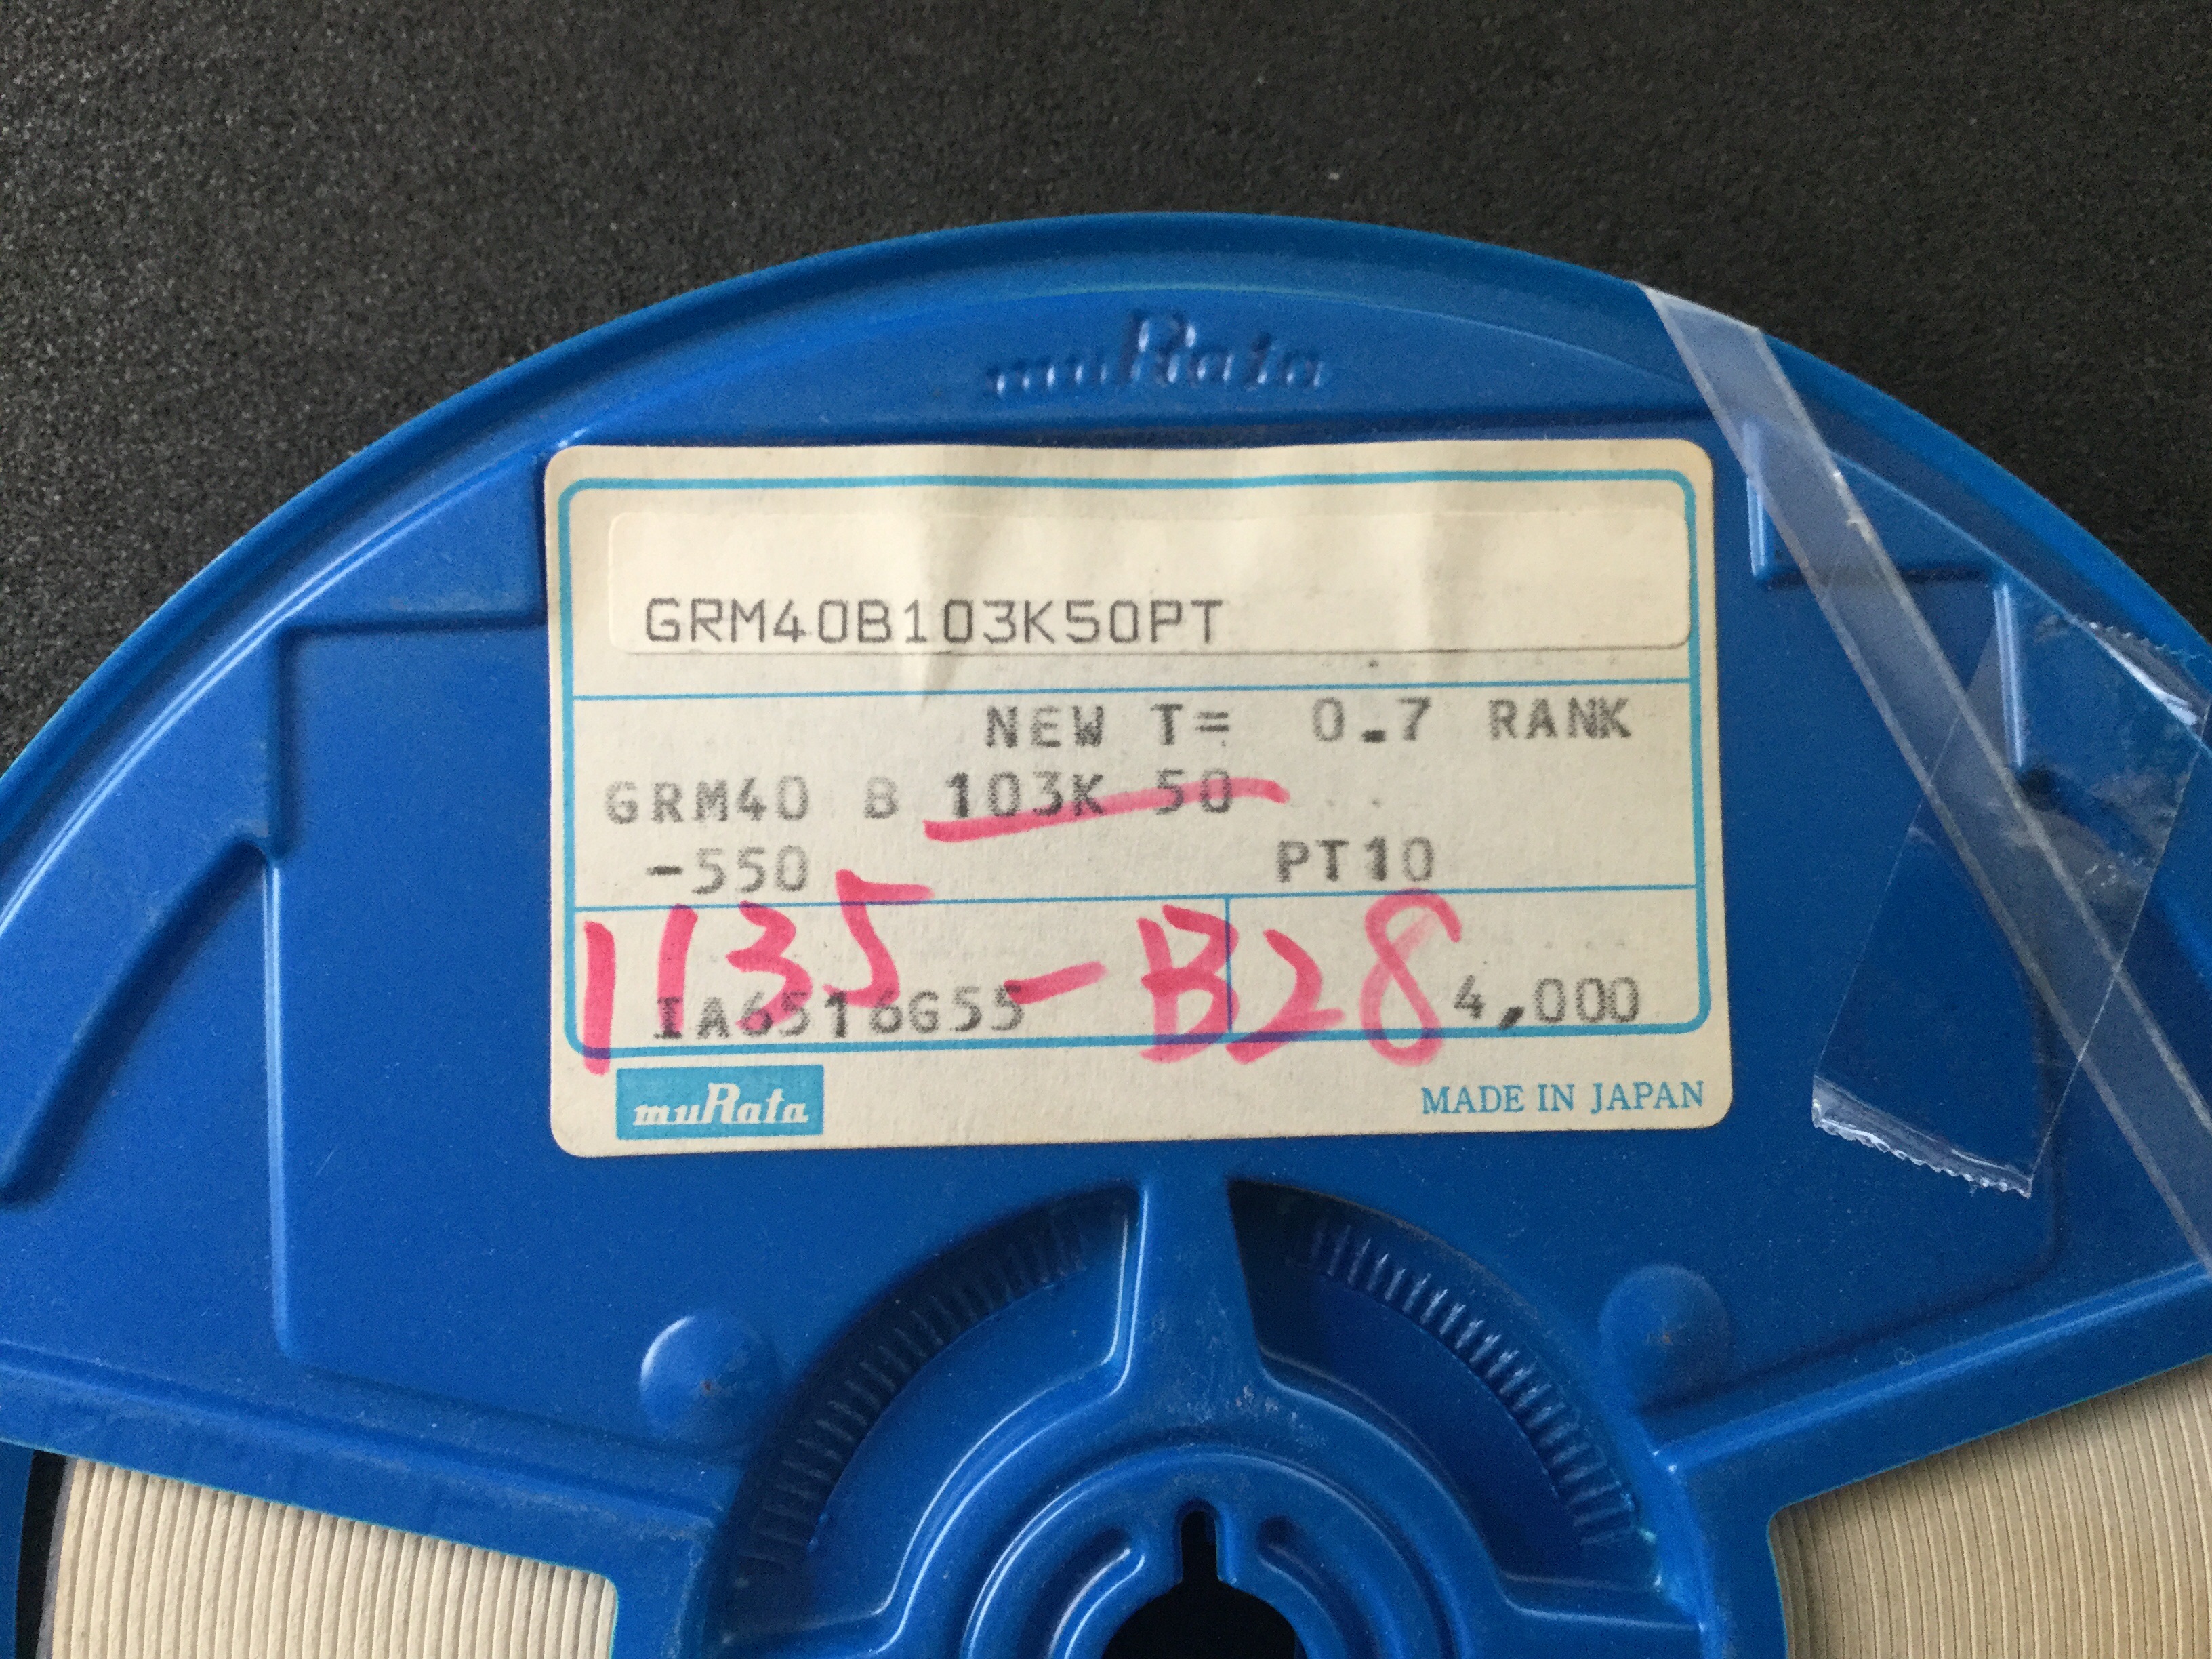 muRata
GRM40B103K50PT
NEW T= 0.7 RANK
GRM40 B 103K 50
-550 PT10
1135-B28
IA6516G55 4,000
muRata MADE IN JAPAN